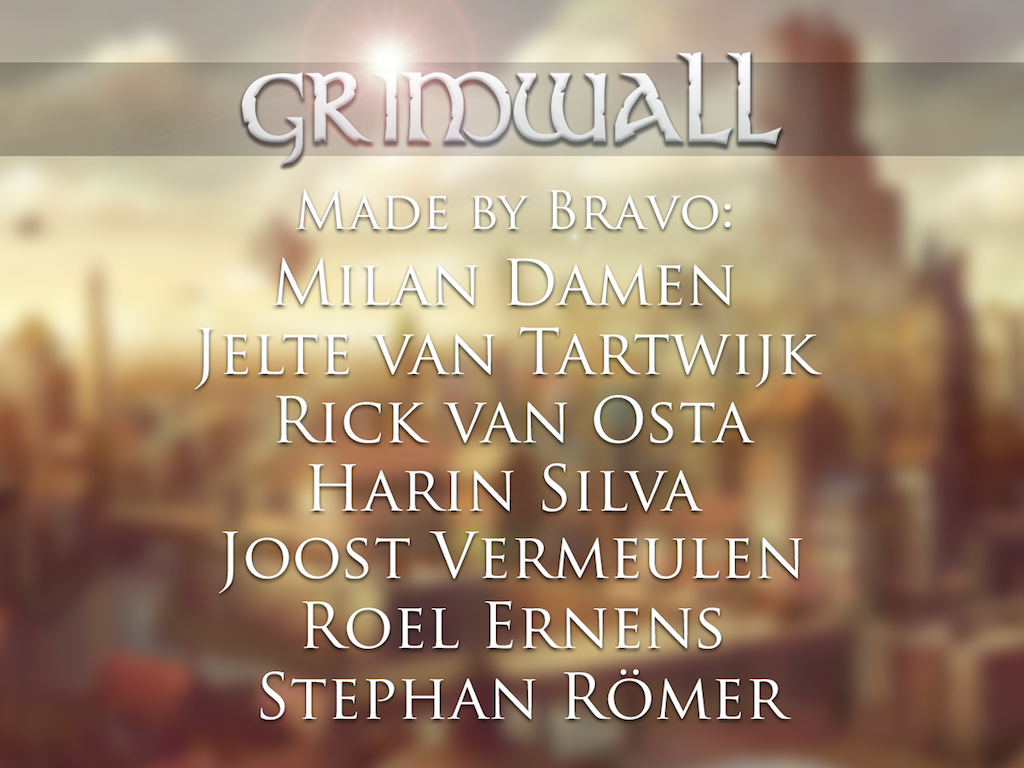 GRIMWALL
Made by Bravo:
Milan Damen
Jelte van Tartwijk
Rick van Osta
Harin Silva
Joost Vermeulen
Roel Ernens
Stephan Römer